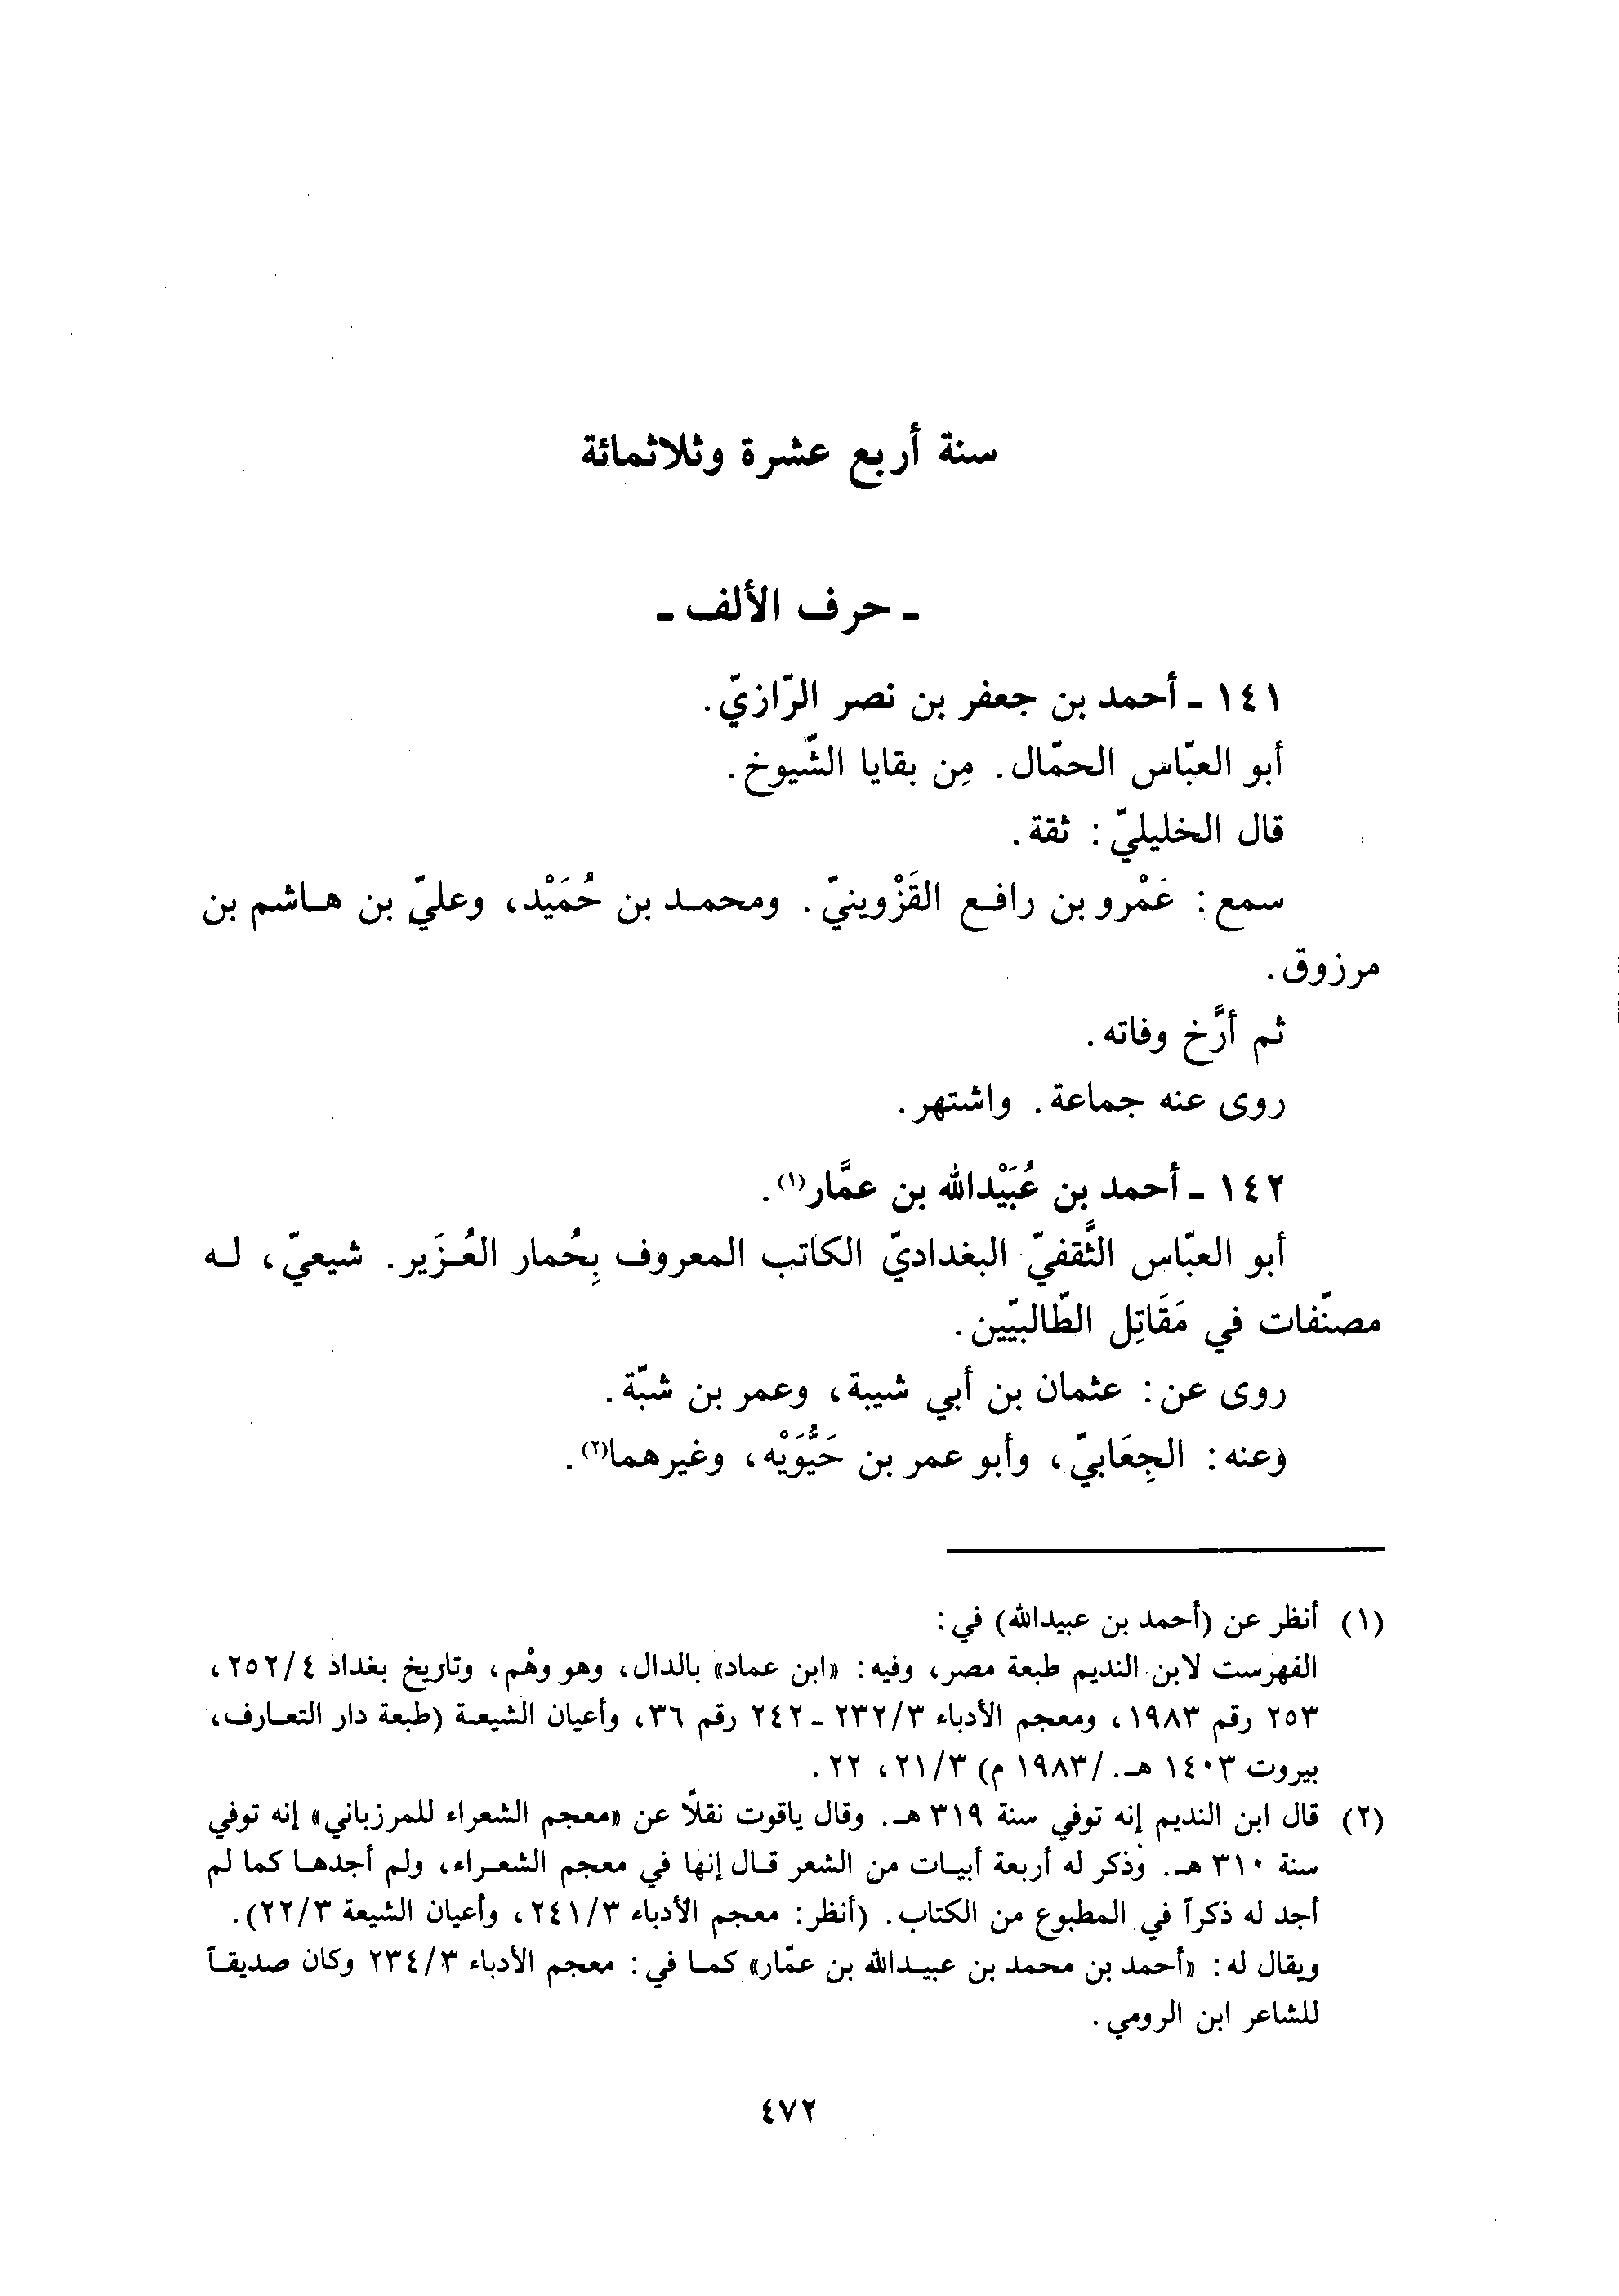 سنة أربع عشرة وثلاثمائة
ـ حرف الألف ـ
١٤١ ـ أحمد بن جعفر بن نصر الرّازيّ.
أبو العبّاس الحمّال. مِن بقايا الشّيوخ.
قال الخليليّ: ثقة.
سمع: عَمْرو بن رافع القَزْوينيّ. ومحمد بن حُمَيْد، وعليّ بن هاشم بن
مرزوق.
ثم أرَّخ وفاته.
روى عنه جماعة. واشتهر.
١٤٢ ـ أحمد بن عُبَيْدالله بن عمَّار(١).
أبو العبّاس الثَّقفيّ البغداديّ الكاتب المعروف بِحُمار العُزَير. شيعيّ، له
مصنّفات في مَقَاتِل الطّالبيّين.
روى عن: عثمان بن أبي شيبة، وعمر بن شبّة.
وعنه: الجِعَابيّ، وأبو عمر بن حَيُّوَيْه، وغيرهما(٢).
(١) أنظر عن (أحمد بن عبيدالله) في:
الفهرست لابن النديم طبعة مصر، وفيه: «ابن عماد» بالدال، وهو وهْم، وتاريخ بغداد ٢٥٢/٤،
٢٥٣ رقم ١٩٨٣، ومعجم الأدباء ٢٣٢/٣ ـ ٢٤٢ رقم ٣٦، وأعيان الشيعة (طبعة دار التعارف،
بيروت ١٤٠٣ هـ./١٩٨٣ م) ٢١/٣، ٢٢.
(٢) قال ابن النديم إنه توفي سنة ٣١٩ هـ. وقال ياقوت نقلاً عن «معجم الشعراء للمرزباني» إنه توفي
سنة ٣١٠ هـ. وذكر له أربعة أبيات من الشعر قال إنها في معجم الشعراء، ولم أجدها كما لم
أجد له ذكراً في المطبوع من الكتاب. (أنظر: معجم الأدباء ٢٤١/٣، وأعيان الشيعة ٢٢/٣).
ويقال له: «أحمد بن محمد بن عبيدالله بن عمّار» كما في: معجم الأدباء ٢٣٤/٣ وكان صديقاً
للشاعر ابن الرومي.
٤٧٢